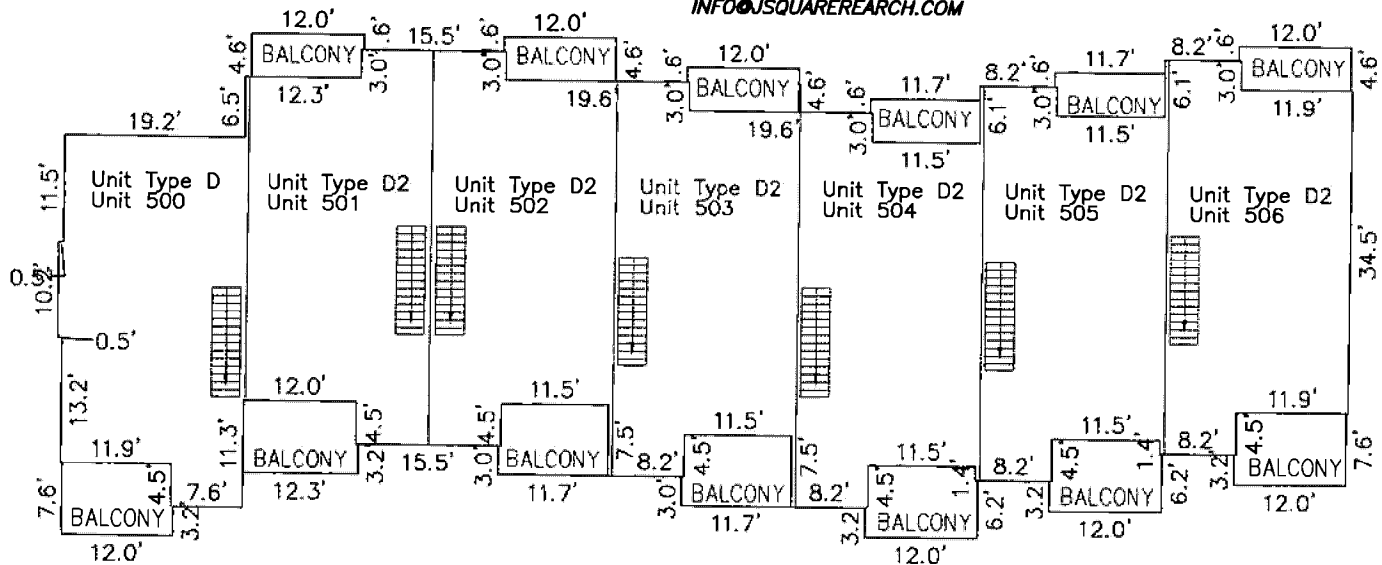 INFO@JSQUAREREARCH.COM
12.0' .6' 15.5' .6' 12.0' 12.0' 11.7' 8.2' .6' 11.7' 8.2' .6' 12.0'
4.6' BALCONY 3.0' 3.0' BALCONY 4.6' .6' BALCONY 4.6' .6' BALCONY 6.1' 3.0' BALCONY 6.1' 3.0' BALCONY 4.6'
12.3' 19.6' 3.0' 19.6' 3.0' 11.5' 11.5' 11.9'
19.2' 6.5'
11.5'
Unit Type D
Unit 500
Unit Type D2
Unit 501
Unit Type D2
Unit 502
Unit Type D2
Unit 503
Unit Type D2
Unit 504
Unit Type D2
Unit 505
Unit Type D2
Unit 506
34.5'
10.2'
0.5'
13.2'
12.0' 11.5' 11.9'
11.9' 11.3' 4.5' 4.5' 7.5' 11.5' 7.5' 11.5' 11.5' 4.5' 7.6'
7.6' 4.5' 7.6' BALCONY 3.2' 15.5' 3.0' BALCONY 8.2' 4.5' 8.2' 4.5' 1.4' 8.2' 4.5' 1.4' 8.2' BALCONY
BALCONY 3.2' 12.3' 11.7' 3.0' BALCONY 3.2' BALCONY 6.2' 3.2' BALCONY 6.2' 3.2' 12.0'
12.0' 11.7' 12.0' 12.0'